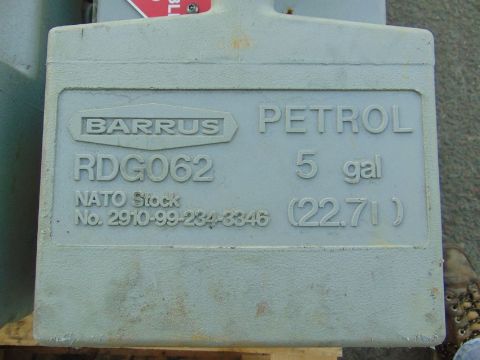 BARRUS
PETROL
RDG062
5 gal
NATO Stock
No. 2910-99-234-3346
(22.7l)